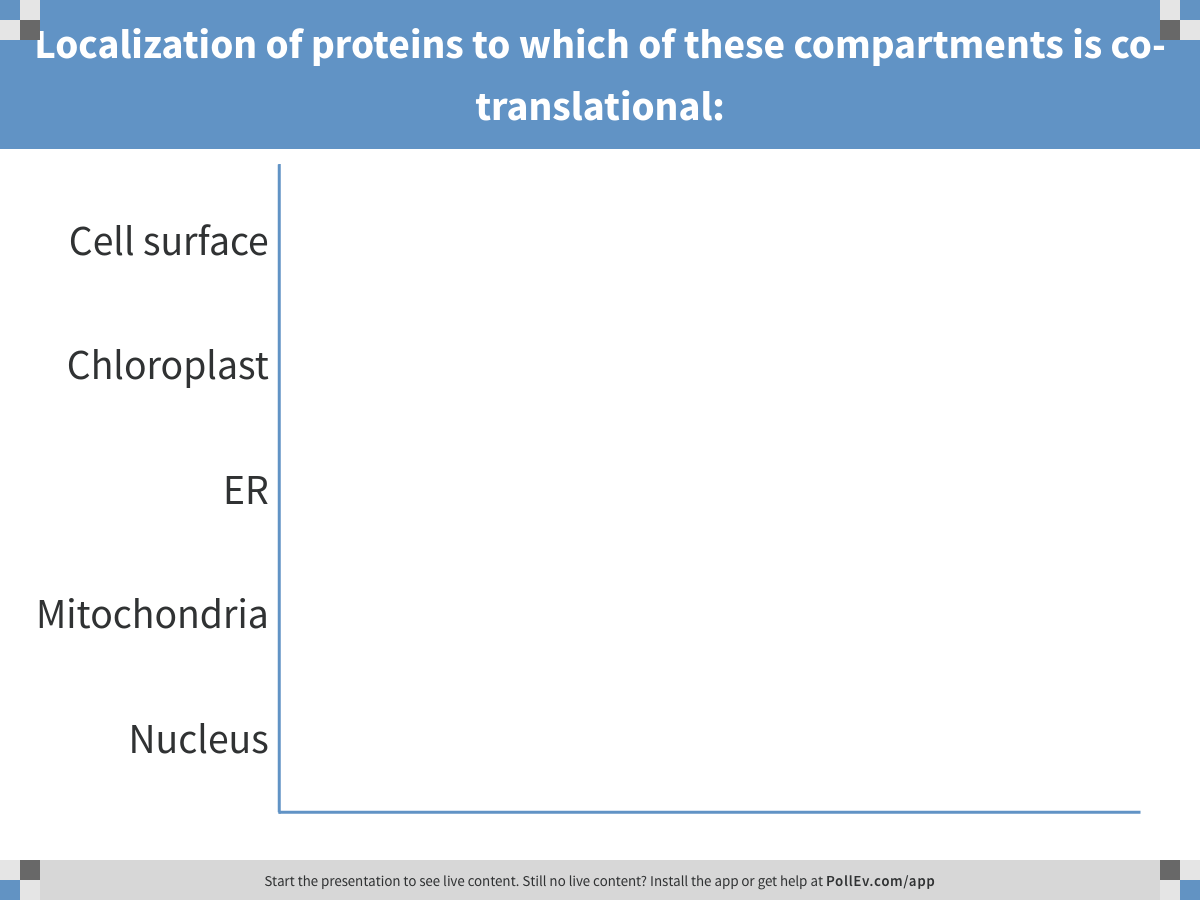 Localization of proteins to which of these compartments is co-
translational:
Cell surface
Chloroplast
ER
Mitochondria
Nucleus
Start the presentation to see live content. Still no live content? Install the app or get help at PollEv.com/app